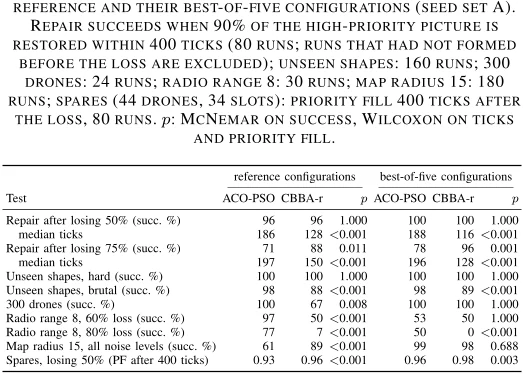 REFERENCE AND THEIR BEST-OF-FIVE CONFIGURATIONS (SEED SET A).
REPAIR SUCCEEDS WHEN 90% OF THE HIGH-PRIORITY PICTURE IS
RESTORED WITHIN 400 TICKS (80 RUNS; RUNS THAT HAD NOT FORMED
BEFORE THE LOSS ARE EXCLUDED); UNSEEN SHAPES: 160 RUNS; 300
DRONES: 24 RUNS; RADIO RANGE 8: 30 RUNS; MAP RADIUS 15: 180
RUNS; SPARES (44 DRONES, 34 SLOTS): PRIORITY FILL 400 TICKS AFTER
THE LOSS, 80 RUNS. p: MCNEMAR ON SUCCESS, WILCOXON ON TICKS
AND PRIORITY FILL.
reference configurations best-of-five configurations
Test ACO-PSO CBBA-r p ACO-PSO CBBA-r p
Repair after losing 50% (succ. %) 96 96 1.000 100 100 1.000
median ticks 186 128 <0.001 188 116 <0.001
Repair after losing 75% (succ. %) 71 88 0.011 78 96 0.001
median ticks 197 150 <0.001 196 128 <0.001
Unseen shapes, hard (succ. %) 100 100 1.000 100 100 1.000
Unseen shapes, brutal (succ. %) 98 88 <0.001 98 89 <0.001
300 drones (succ. %) 100 67 0.008 100 100 1.000
Radio range 8, 60% loss (succ. %) 97 50 <0.001 53 50 1.000
Radio range 8, 80% loss (succ. %) 77 7 <0.001 50 0 <0.001
Map radius 15, all noise levels (succ. %) 61 89 <0.001 99 98 0.688
Spares, losing 50% (PF after 400 ticks) 0.93 0.96 <0.001 0.96 0.98 0.003